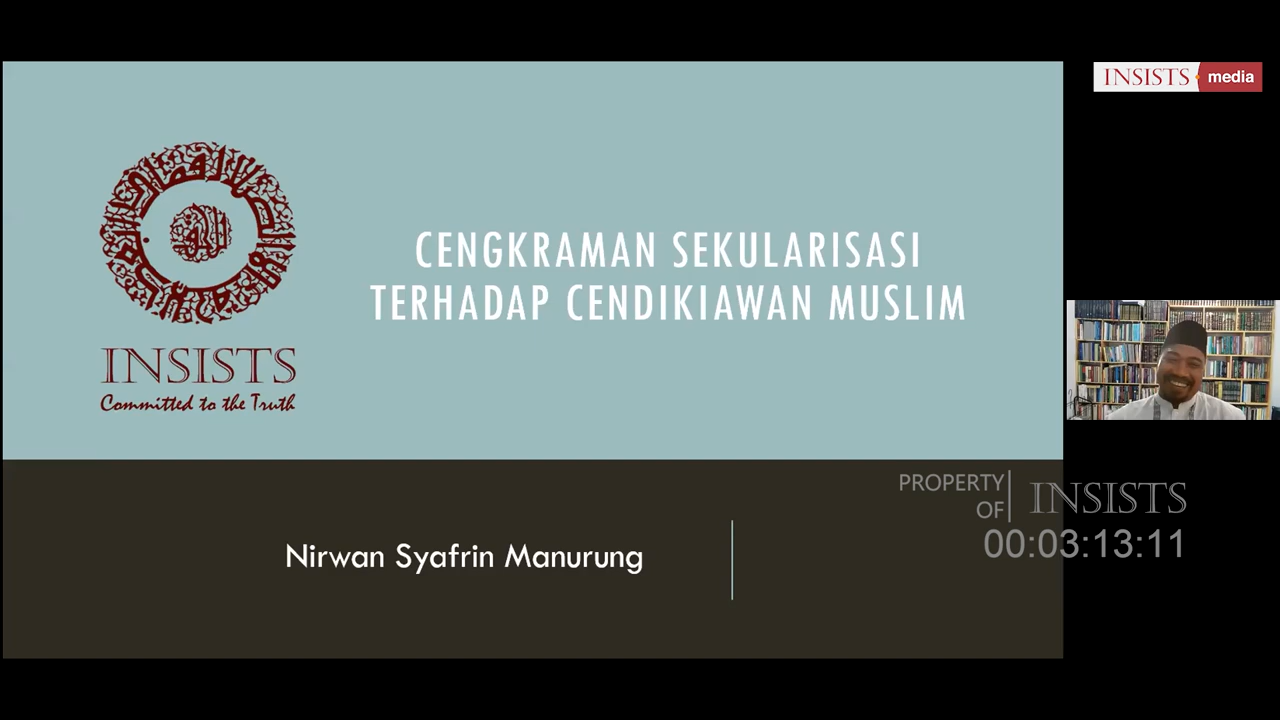 INSISTS media
CENGKRAMAN SEKULARISASI
TERHADAP CENDIKIAWAN MUSLIM
INSISTS
Committed to the Truth
PROPERTY
OF
INSISTS
00:03:13:11
Nirwan Syafrin Manurung